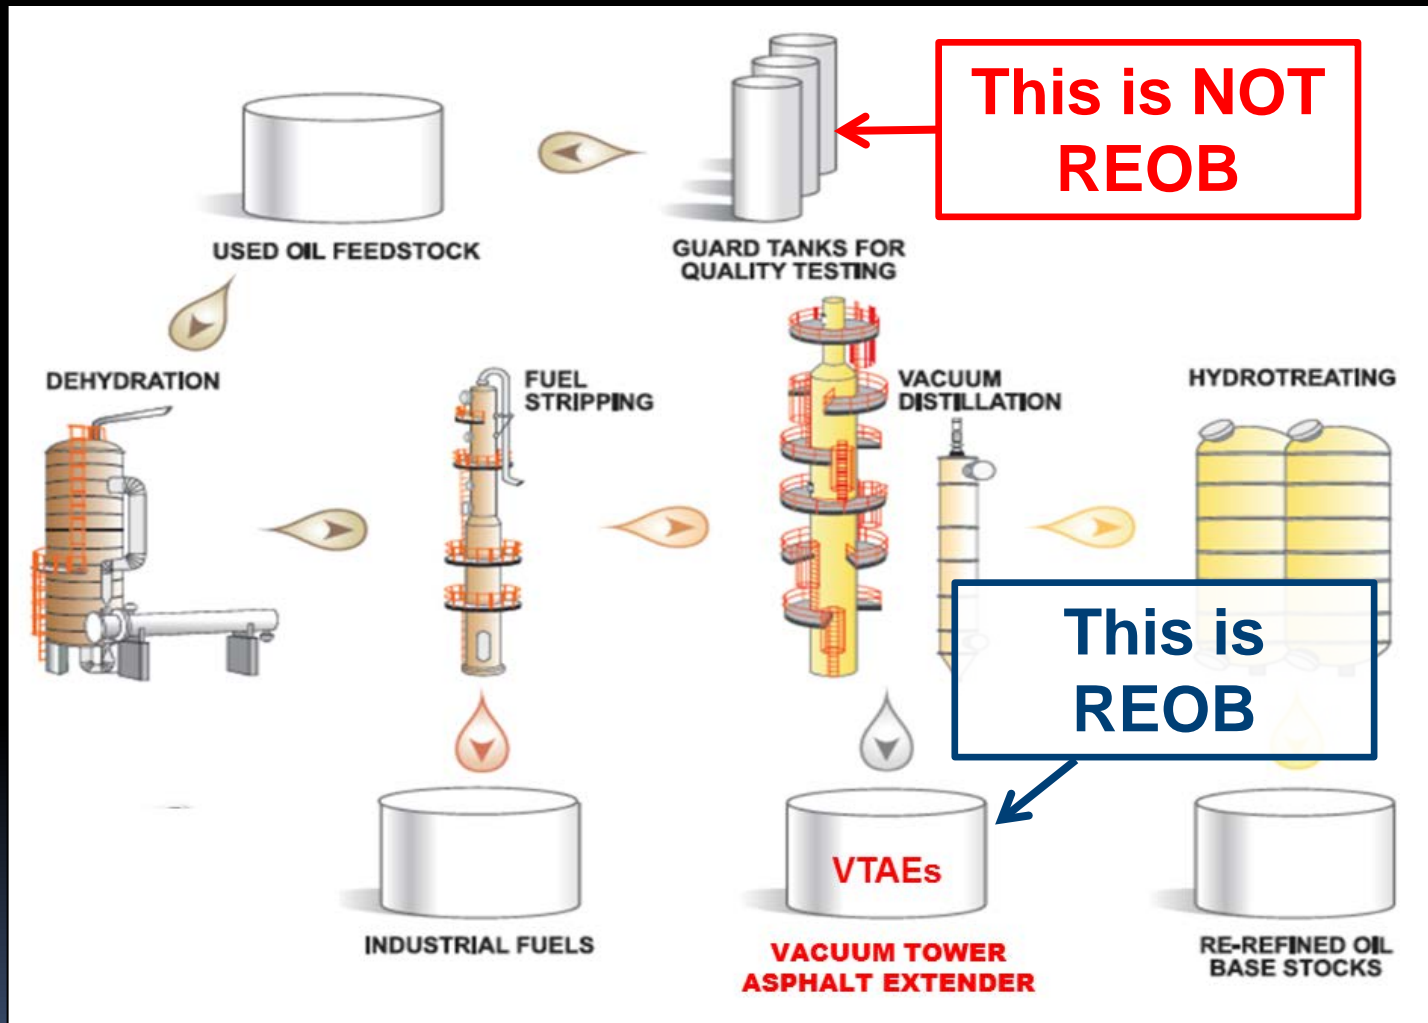 This is NOT
REOB
USED OIL FEEDSTOCK
GUARD TANKS FOR
QUALITY TESTING
DEHYDRATION
FUEL
STRIPPING
VACUUM
DISTILLATION
HYDROTREATING
This is
REOB
VTAEs
INDUSTRIAL FUELS
VACUUM TOWER
ASPHALT EXTENDER
RE-REFINED OIL
BASE STOCKS